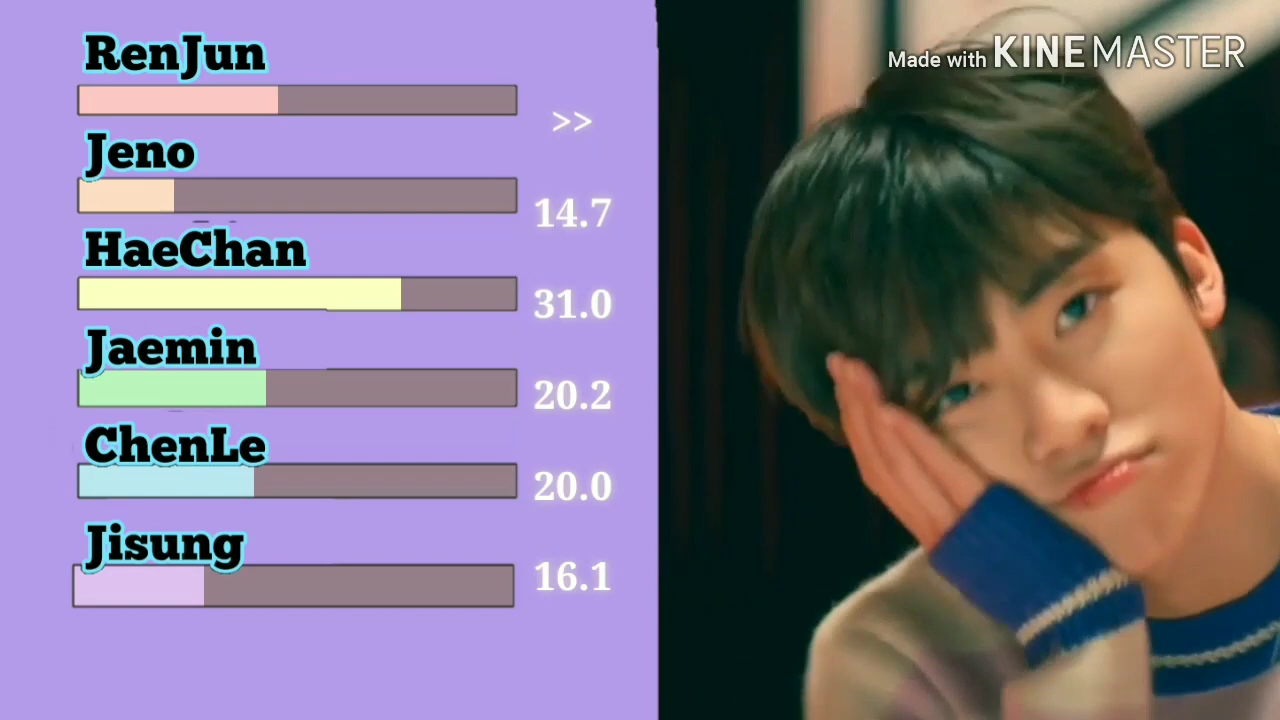 RenJun
Made with KINEMASTER
>>
Jeno
14.7
HaeChan
31.0
Jaemin
20.2
ChenLe
20.0
Jisung
16.1